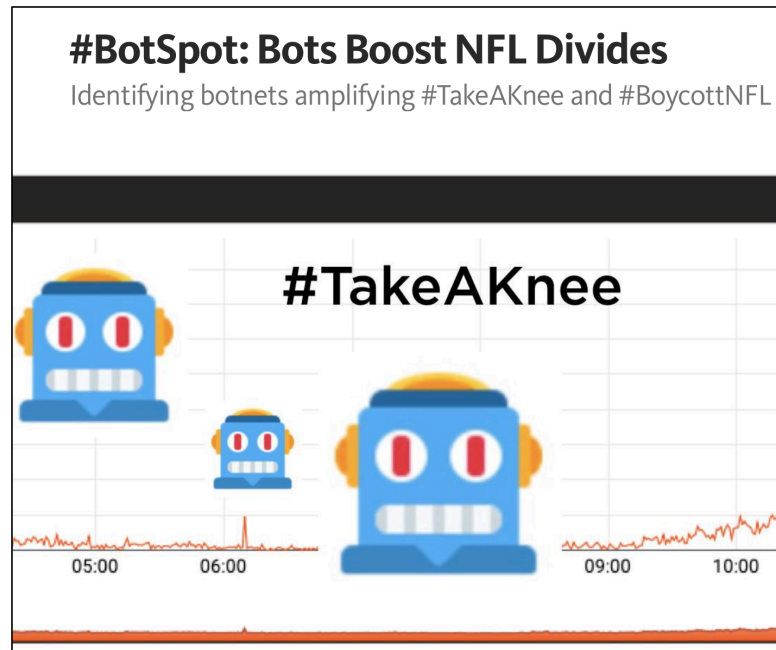 #BotSpot: Bots Boost NFL Divides
Identifying botnets amplifying #TakeAKnee and #BoycottNFL
#TakeAKnee
05:00 06:00 09:00 10:00